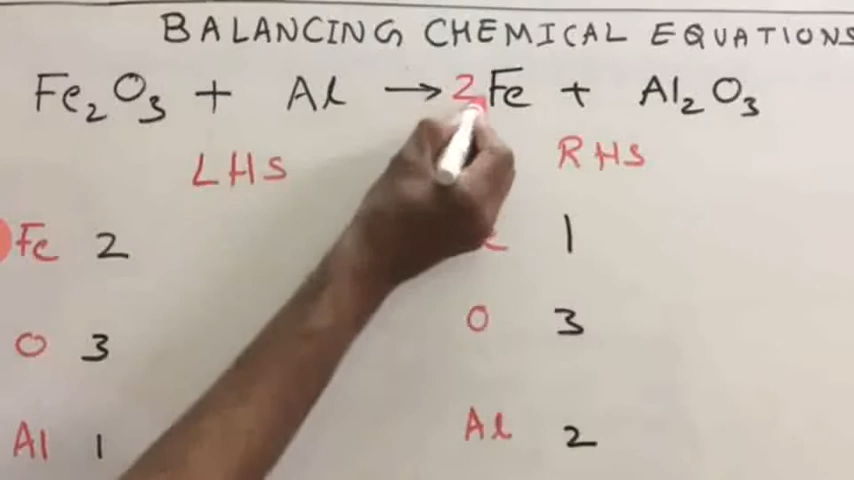 BALANCING CHEMICAL EQUATIONS
Fe₂O₃ + Al → 2Fe + Al₂O₃
LHS RHS
Fe 2 1
O 3 O 3
Al 1 Al 2